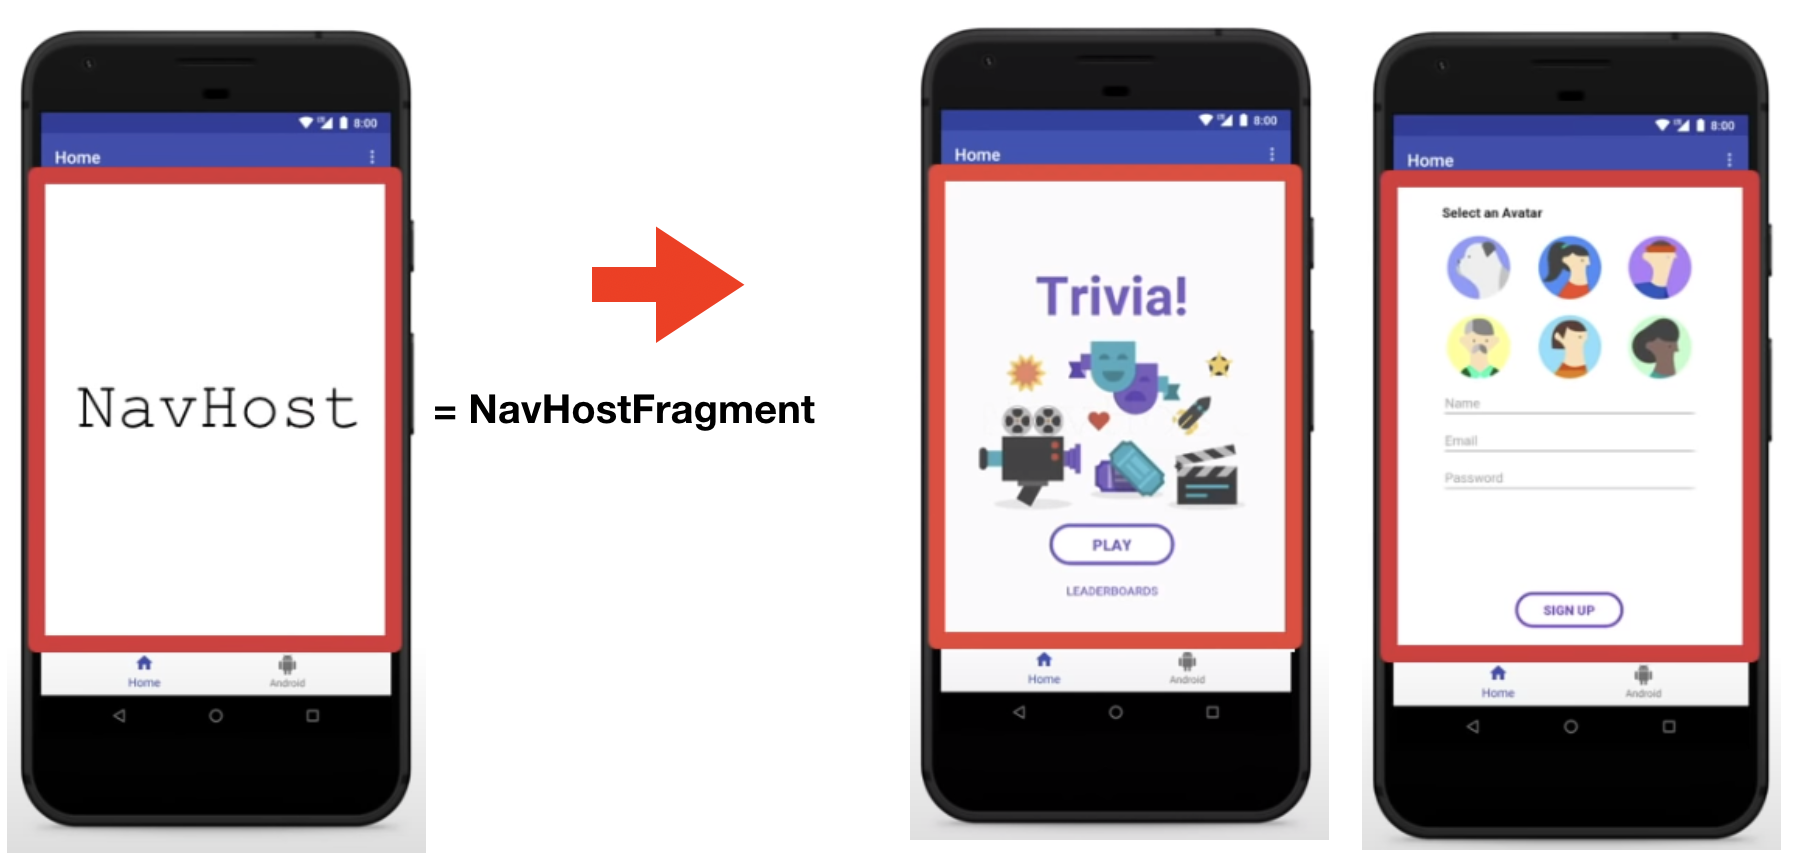 8:00
Home
NavHost
Home Android
= NavHostFragment
8:00
Home
Trivia!
PLAY
LEADERBOARDS
Home Android
8:00
Home
Select an Avatar
Name
Email
Password
SIGN UP
Home Android